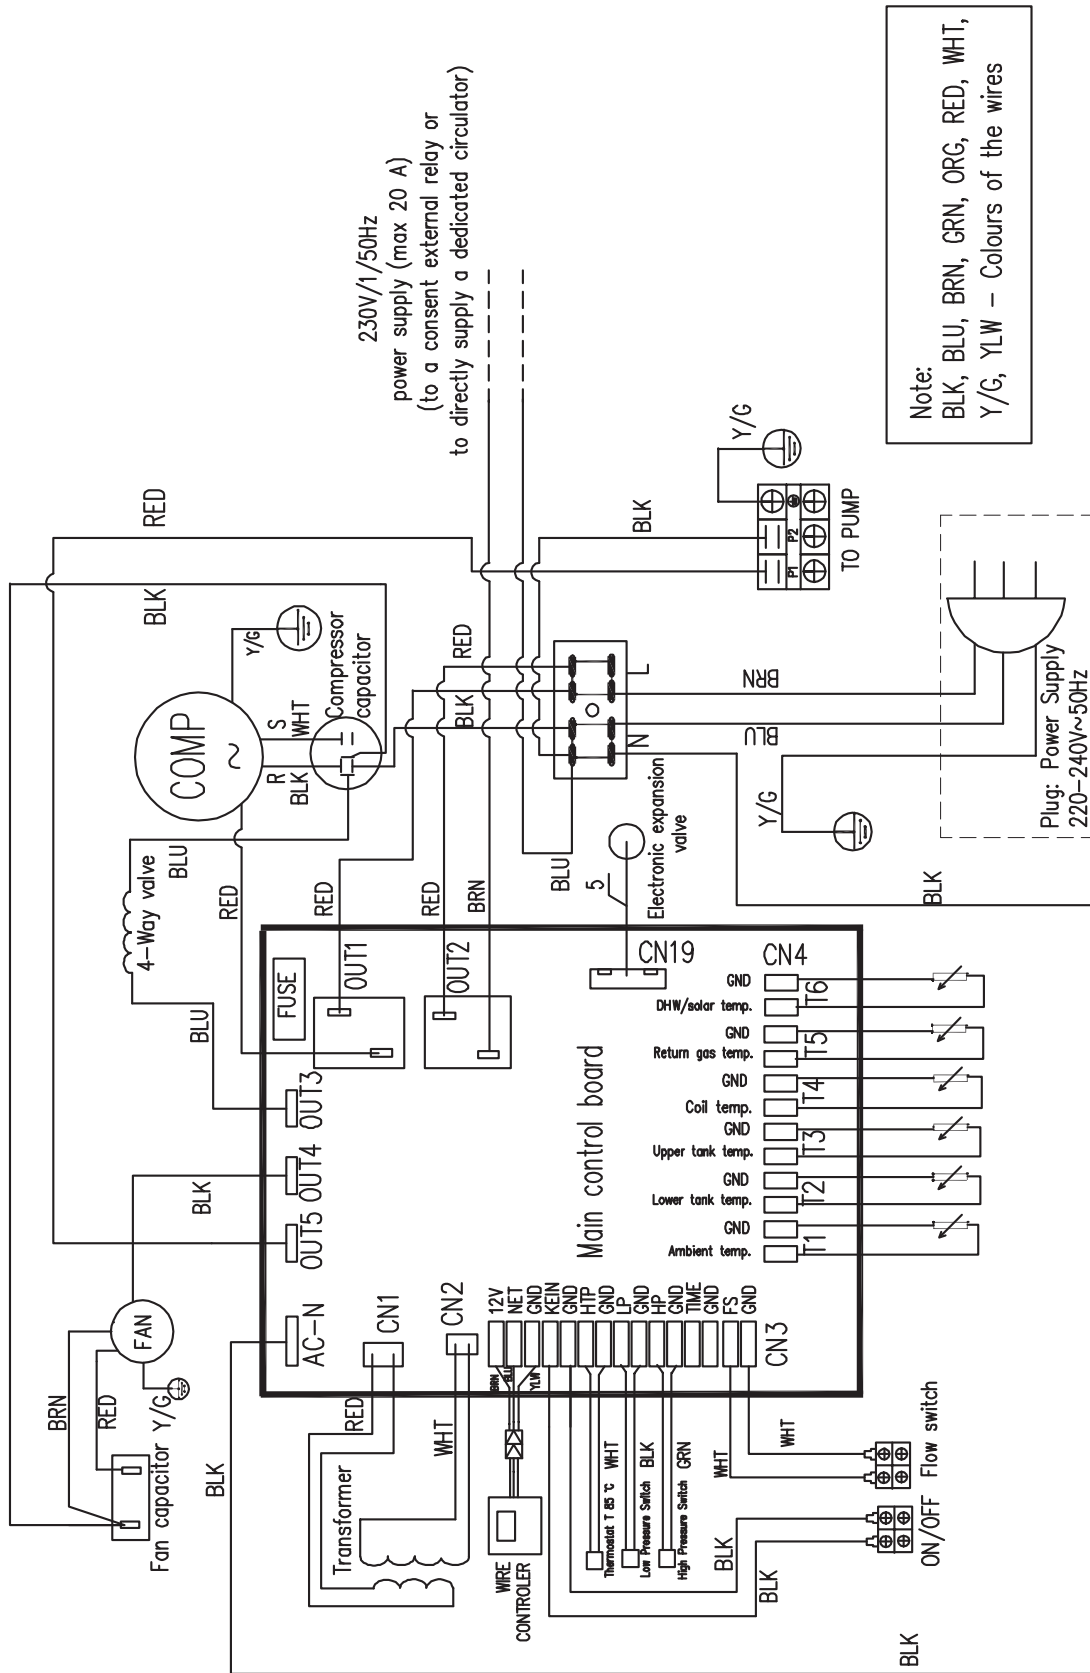 230V/1/50Hz
power supply (max 20 A)
(to a consent external relay or
to directly supply a dedicated circulator)
Note:
BLK, BLU, BRN, GRN, ORG, RED, WHT,
Y/G, YLW - Colours of the wires
RED
BLK
COMP
~
Y/G
S
WHT
R
BLK
Compressor
capacitor
4-Way valve
BLU
BLU
RED
RED
RED
BRN
RED
BLK
BLU
N
L
BLK
Y/G
P1
P2
TO PUMP
BRN
BLU
Y/G
BLK
Plug: Power Supply
220-240V~50Hz
5
Electronic expansion
valve
FAN
BRN
RED
Y/G
Fan capacitor
BLK
BLK
AC-N
OUT5
OUT4
OUT3
FUSE
OUT1
OUT2
CN19
CN4
CN1
CN2
CN3
Main control board
GND
DHW/solar temp.
T6
GND
Return gas temp.
T5
GND
Coil temp.
T4
GND
Upper tank temp.
T3
GND
Lower tank temp.
T2
GND
Ambient temp.
T1
12V
NET
GND
KEIN
GND
HTP
GND
LP
GND
HP
GND
TIME
GND
FS
GND
Transformer
RED
WHT
BRN
BLU
YLW
WIRE
CONTROLER
Thermostat T 85 °C
WHT
Low Pressure Switch
BLK
High Pressure Switch
GRN
WHT
WHT
Flow switch
BLK
BLK
ON/OFF
BLK